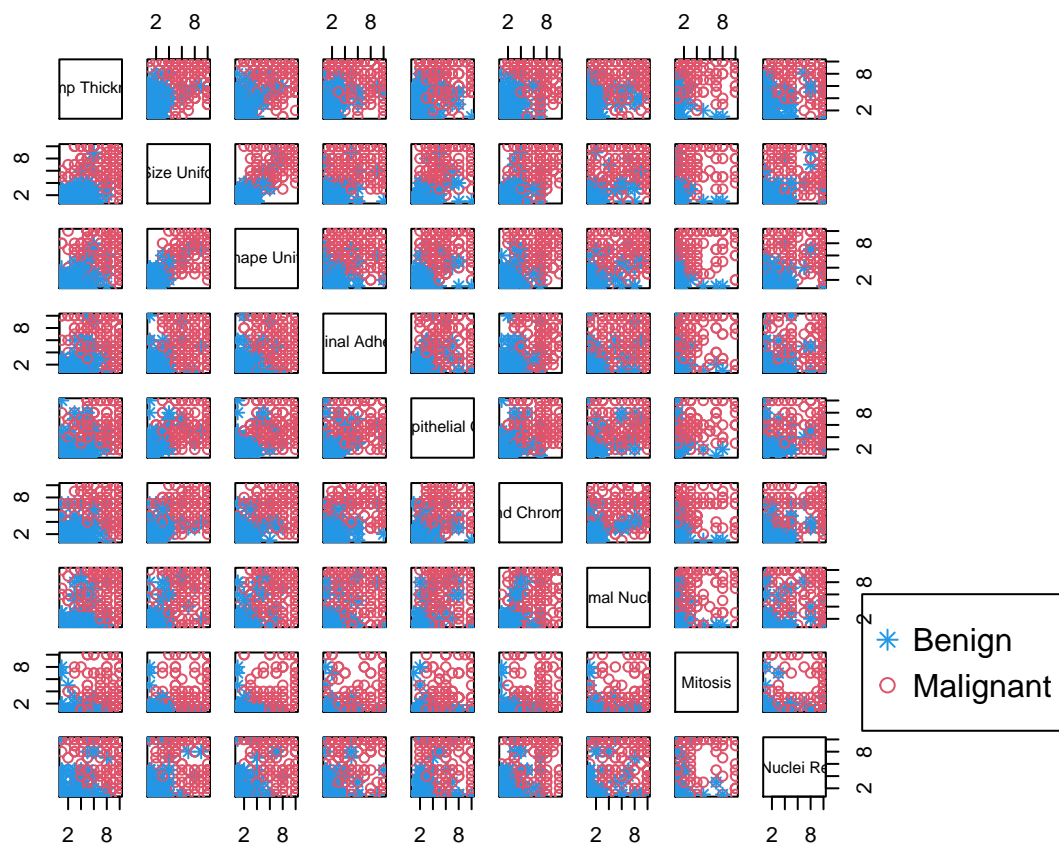 2 8 2 8 2 8 2 8
mp Thickn
2 8
8 2
Size Unifo
hape Unif
2 8
8 2
inal Adhe
pithelial C
2 8
8 2
nd Chrom
mal Nucl
2 8
Benign
8 2
Mitosis
Malignant
Nuclei Re
2 8
2 8 2 8 2 8 2 8 2 8